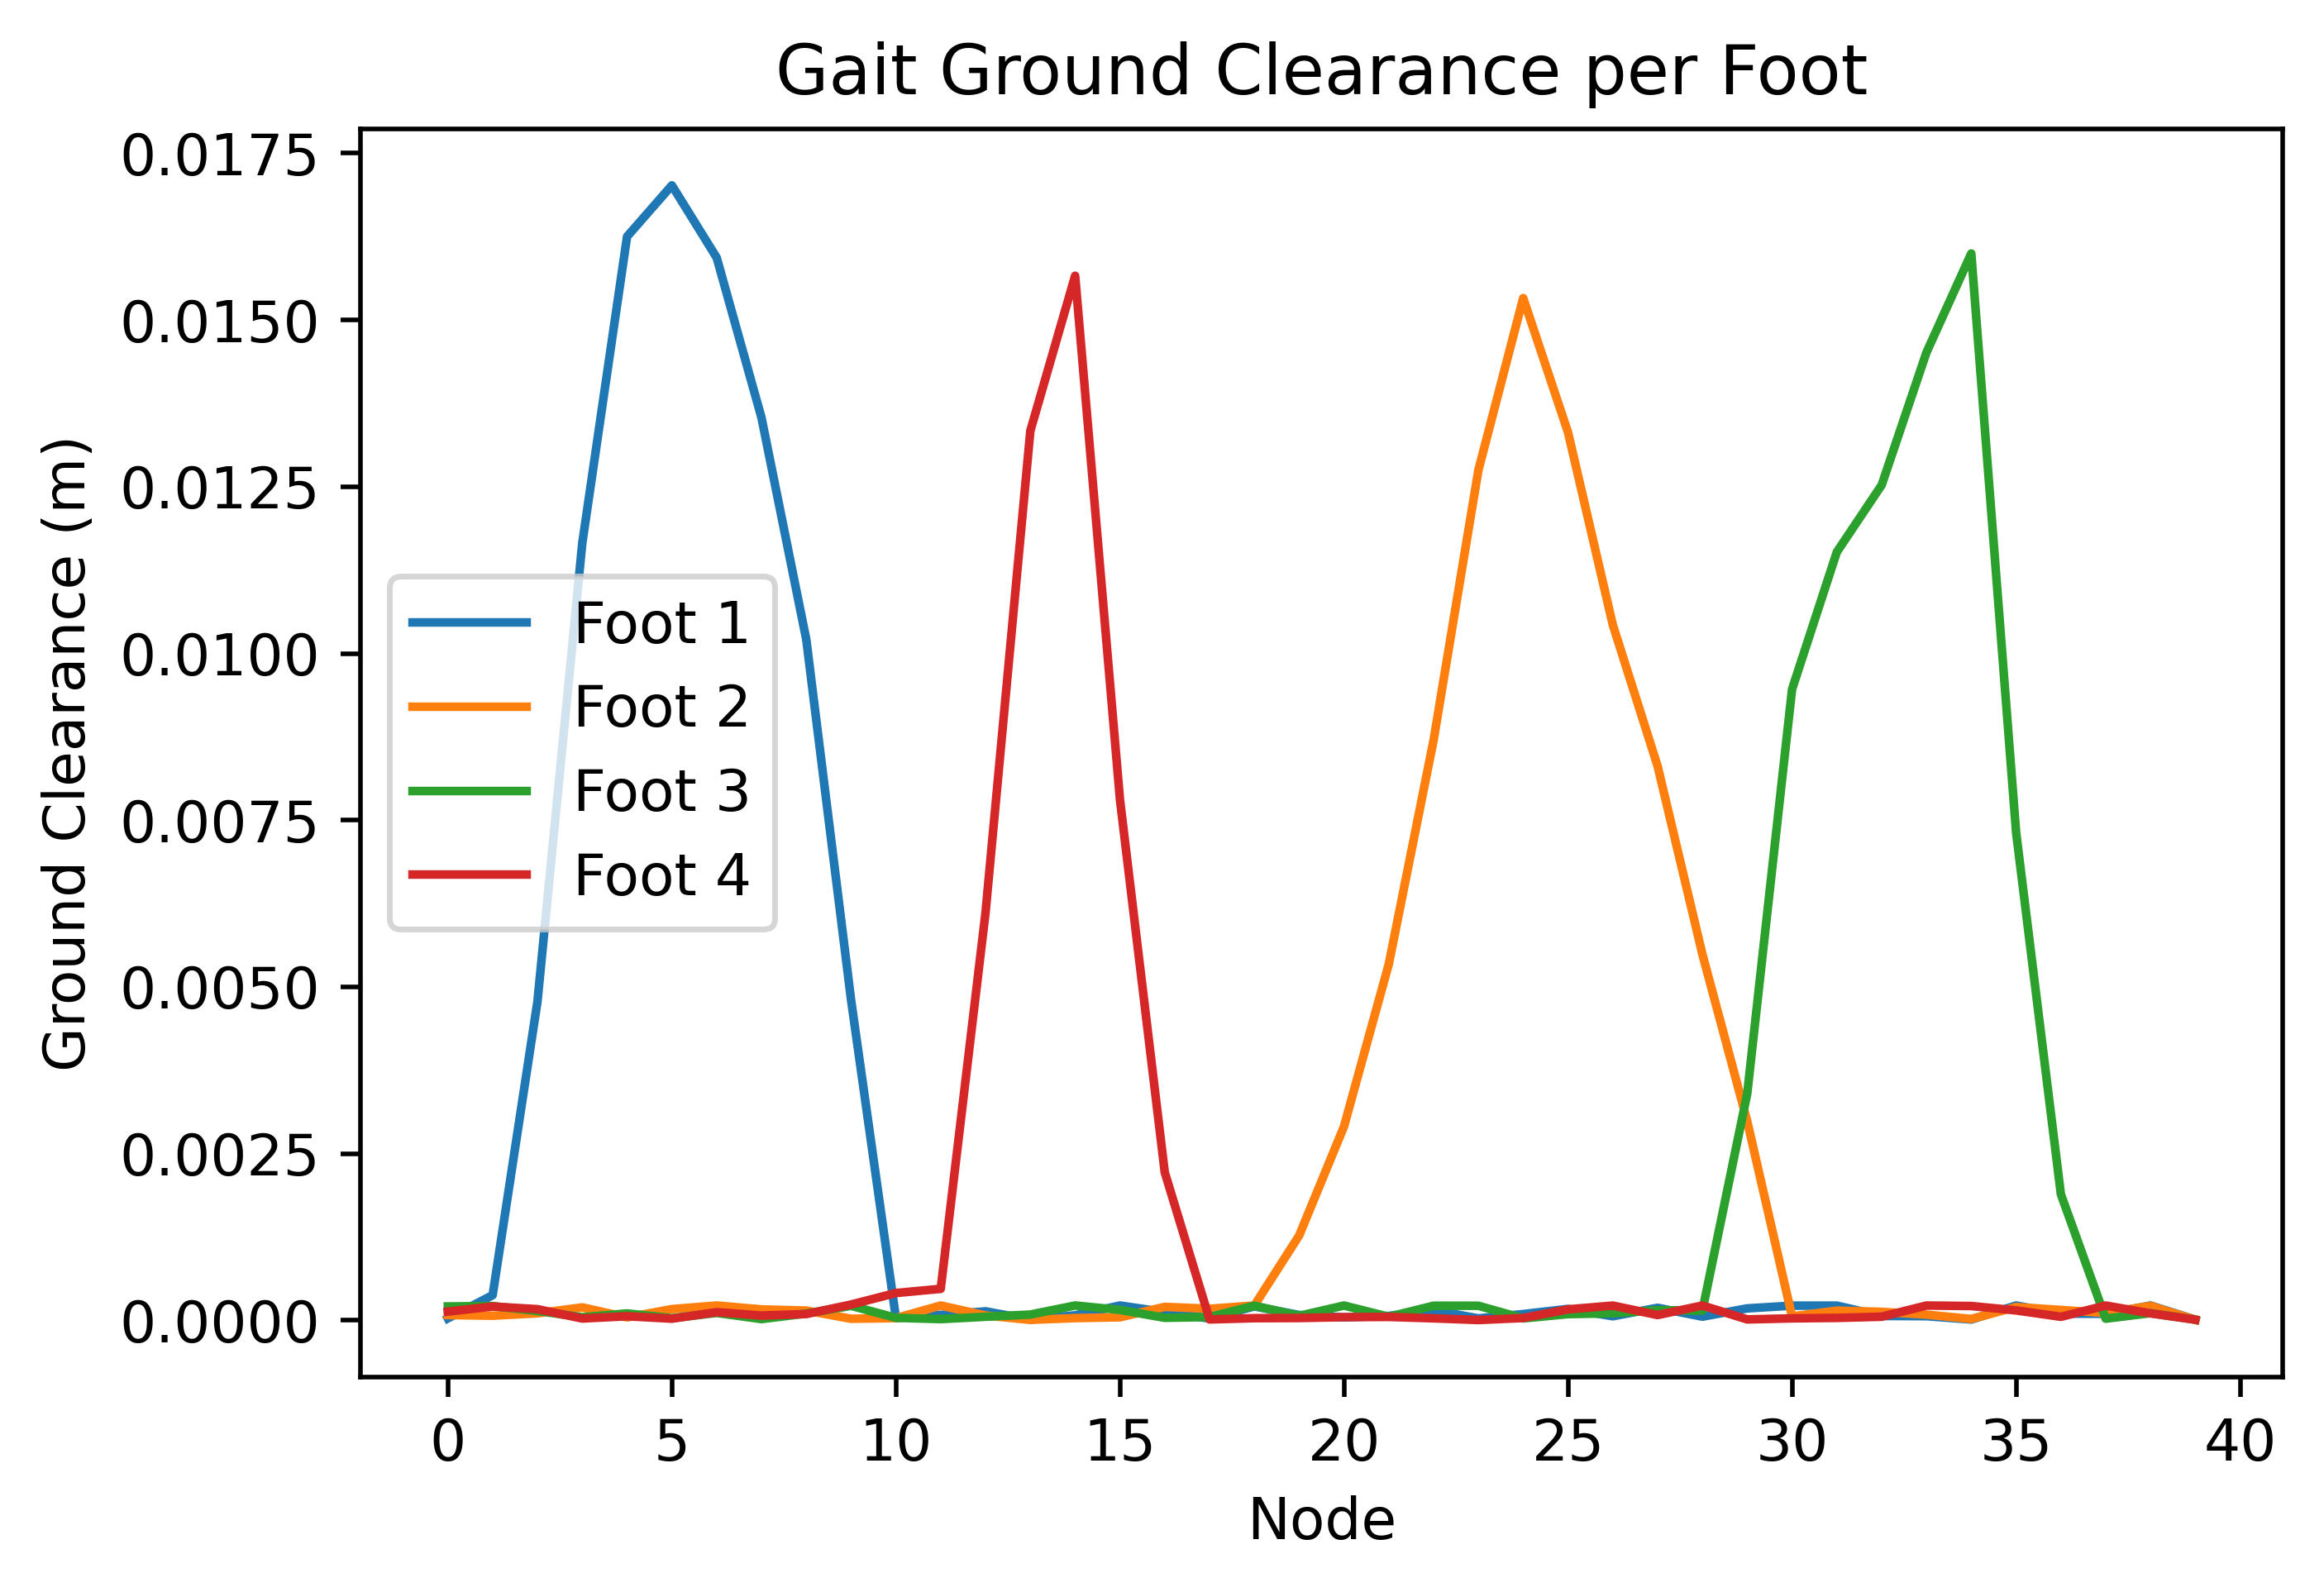 Gait Ground Clearance per Foot
Ground Clearance (m)
0.0175
0.0150
0.0125
0.0100
0.0075
0.0050
0.0025
0.0000
Foot 1
Foot 2
Foot 3
Foot 4
0 5 10 15 20 25 30 35 40
Node